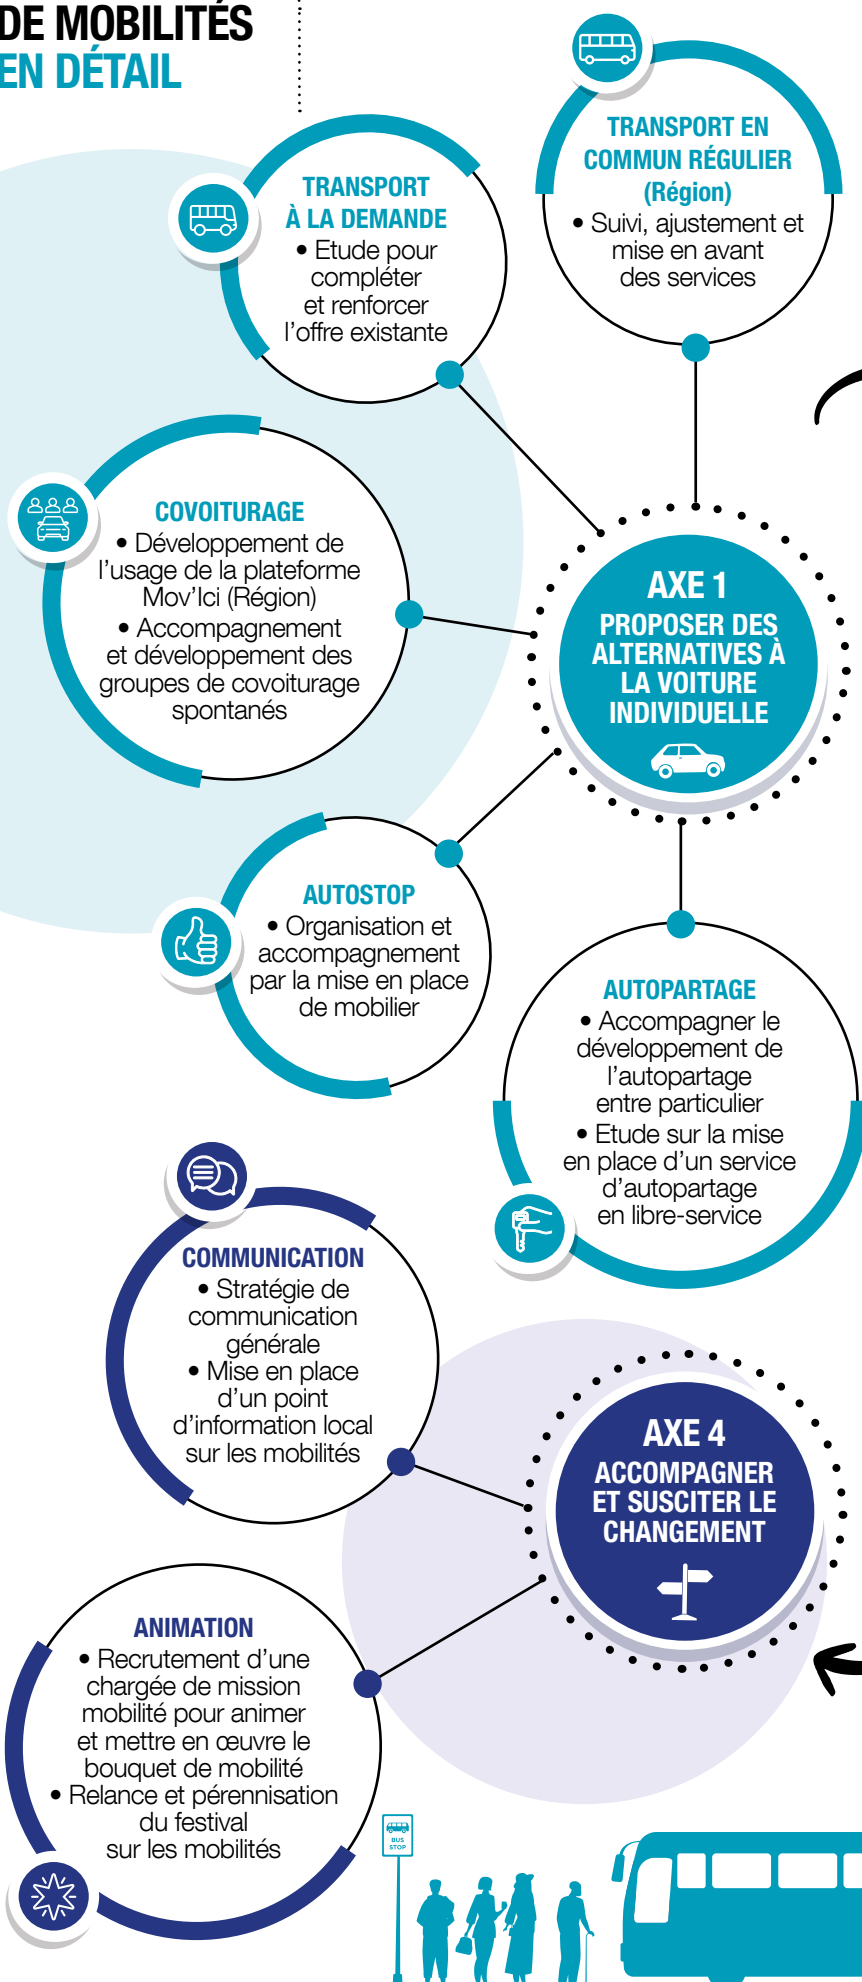 DE MOBILITÉS
EN DÉTAIL
TRANSPORT EN
COMMUN RÉGULIER
(Région)
• Suivi, ajustement et
mise en avant
des services
TRANSPORT
À LA DEMANDE
• Etude pour
compléter
et renforcer
l’offre existante
COVOITURAGE
• Développement de
l’usage de la plateforme
Mov’Ici (Région)
• Accompagnement
et développement des
groupes de covoiturage
spontanés
AXE 1
PROPOSER DES
ALTERNATIVES À
LA VOITURE
INDIVIDUELLE
AUTOSTOP
• Organisation et
accompagnement
par la mise en place
de mobilier
AUTOPARTAGE
• Accompagner le
développement de
l’autopartage
entre particulier
• Etude sur la mise
en place d’un service
d’autopartage
en libre-service
COMMUNICATION
• Stratégie de
communication
générale
• Mise en place
d’un point
d’information local
sur les mobilités
AXE 4
ACCOMPAGNER
ET SUSCITER LE
CHANGEMENT
ANIMATION
• Recrutement d’une
chargée de mission
mobilité pour animer
et mettre en œuvre le
bouquet de mobilité
• Relance et pérennisation
du festival
sur les mobilités
BUS
STOP